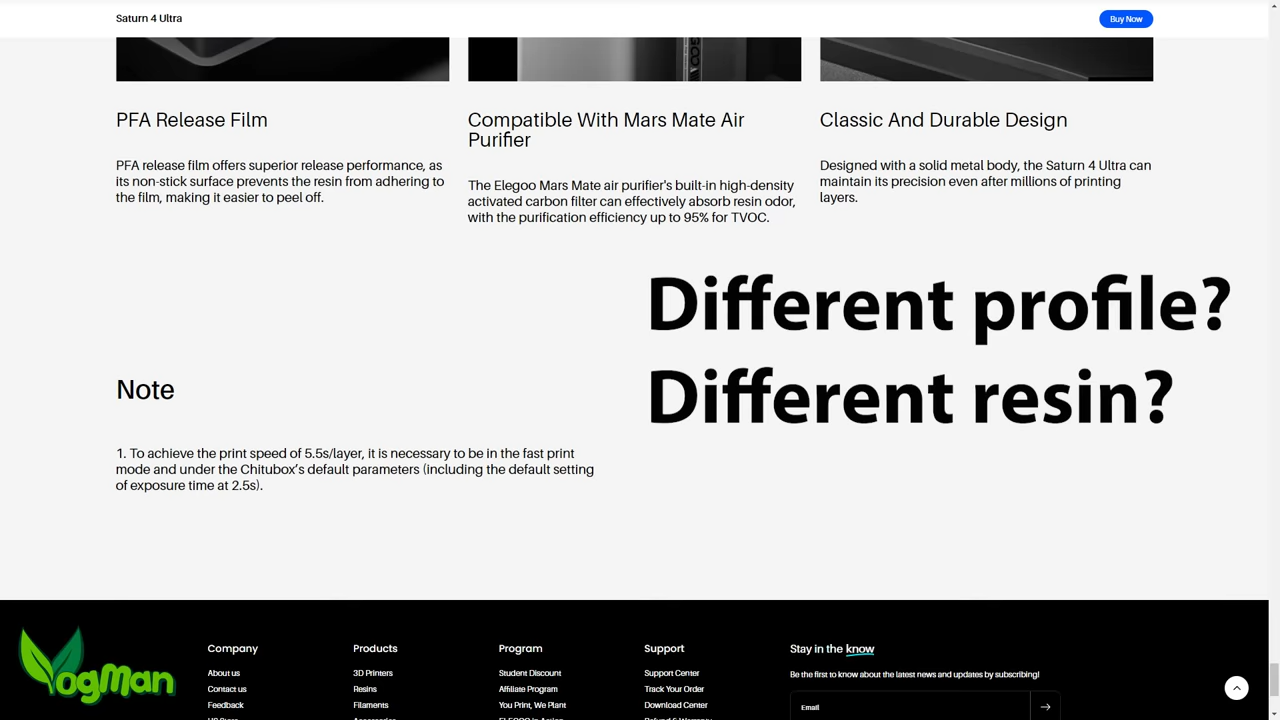 Saturn 4 Ultra
Buy Now
PFA Release Film
PFA release film offers superior release performance, as
its non-stick surface prevents the resin from adhering to
the film, making it easier to peel off.
Compatible With Mars Mate Air
Purifier
The Elegoo Mars Mate air purifier's built-in high-density
activated carbon filter can effectively absorb resin odor,
with the purification efficiency up to 95% for TVOC.
Classic And Durable Design
Designed with a solid metal body, the Saturn 4 Ultra can
maintain its precision even after millions of printing
layers.
Different profile?
Different resin?
Note
1. To achieve the print speed of 5.5s/layer, it is necessary to be in the fast print
mode and under the Chitubox’s default parameters (including the default setting
of exposure time at 2.5s).
YogMan
Company
About us
Contact us
Feedback
Products
3D Printers
Resins
Filaments
Program
Student Discount
Affiliate Program
You Print, We Plant
Support
Support Center
Track Your Order
Download Center
Stay in the know
Be the first to know about the latest news and updates by subscribing!
Email